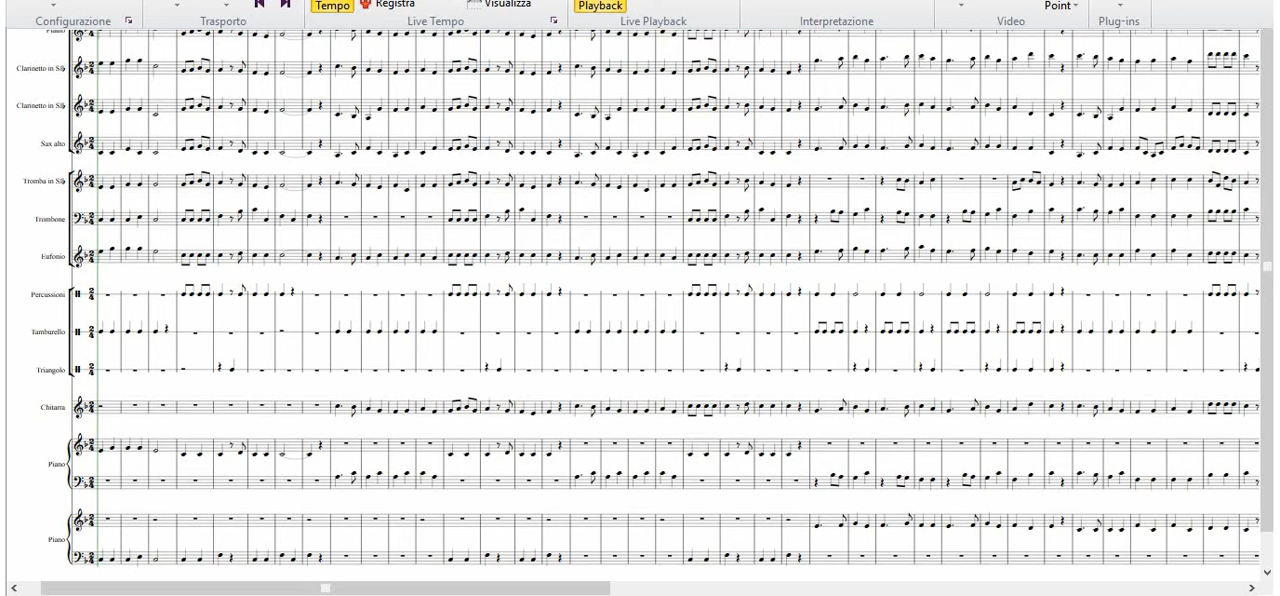 Tempo Registra Visualizza Playback Point
Configurazione Trasporto Live Tempo Live Playback Interpretazione Video Plug-ins
Piano
Clarinetto in Si♭
Clarinetto in Si♭
Sax alto
Tromba in Si♭
Trombone
Eufonio
Percussioni
Tamburello
Triangolo
Chitarra
Piano
Piano